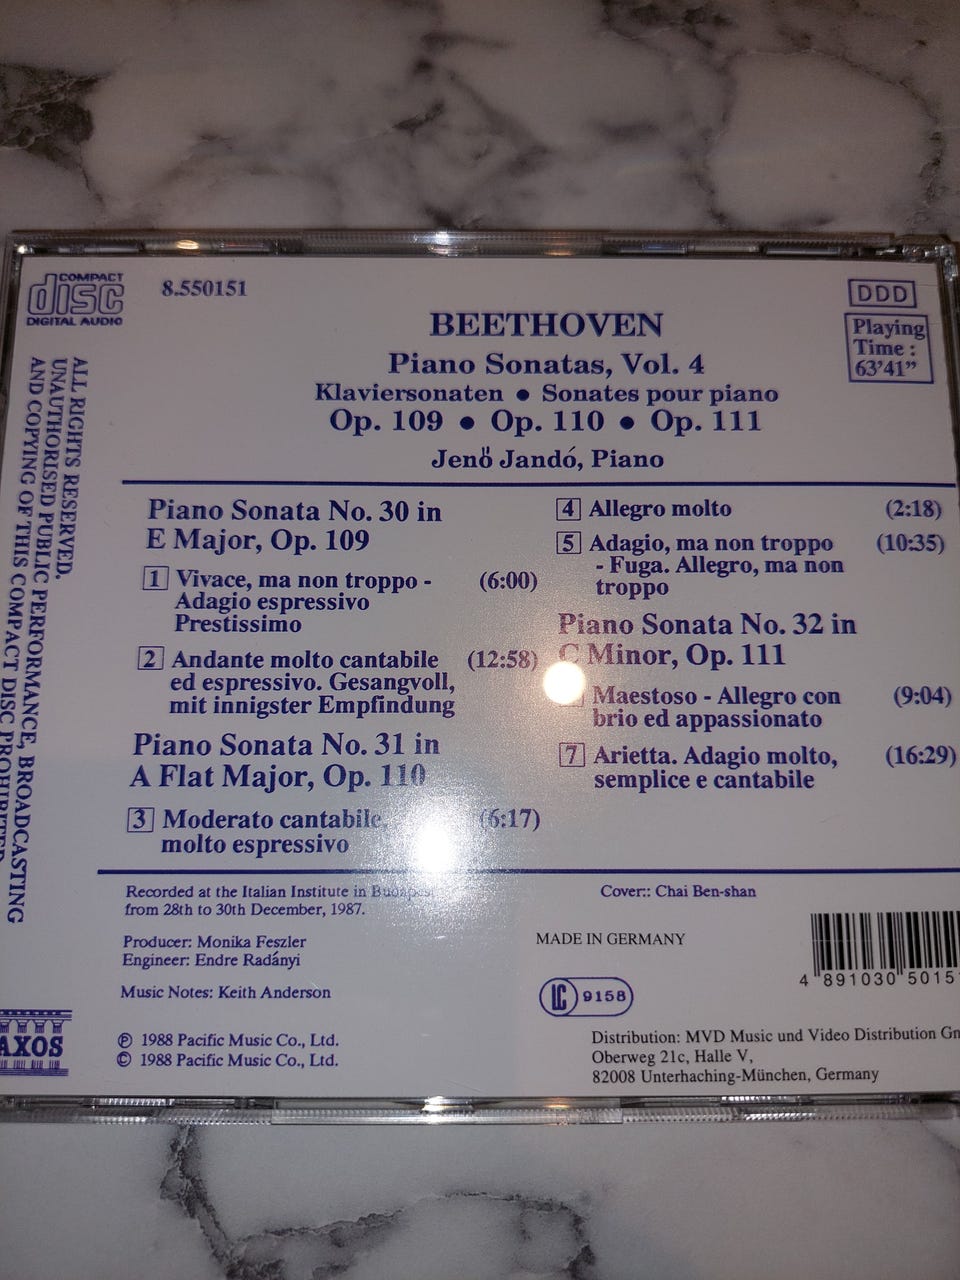 COMPACT
disc
DIGITAL AUDIO
8.550151
DDD
Playing
Time :
63'41"
BEETHOVEN
Piano Sonatas, Vol. 4
Klaviersonaten • Sonates pour piano
Op. 109 • Op. 110 • Op. 111
Jenő Jandó, Piano
ALL RIGHTS RESERVED.
UNAUTHORISED PUBLIC PERFORMANCE, BROADCASTING
AND COPYING OF THIS COMPACT DISC PROHIBITED
Piano Sonata No. 30 in
E Major, Op. 109
1 Vivace, ma non troppo - (6:00)
Adagio espressivo
Prestissimo
2 Andante molto cantabile (12:58)
ed espressivo. Gesangvoll,
mit innigster Empfindung
Piano Sonata No. 31 in
A Flat Major, Op. 110
3 Moderato cantabile, (6:17)
molto espressivo
4 Allegro molto (2:18)
5 Adagio, ma non troppo (10:35)
- Fuga. Allegro, ma non
troppo
Piano Sonata No. 32 in
C Minor, Op. 111
Maestoso - Allegro con (9:04)
brio ed appassionato
7 Arietta. Adagio molto, (16:29)
semplice e cantabile
Recorded at the Italian Institute in Budapest
from 28th to 30th December, 1987.
Producer: Monika Feszler
Engineer: Endre Radányi
Music Notes: Keith Anderson
℗ 1988 Pacific Music Co., Ltd.
© 1988 Pacific Music Co., Ltd.
Cover:: Chai Ben-shan
MADE IN GERMANY
LC 9158
4 891030 50151
Distribution: MVD Music und Video Distribution
Oberweg 21c, Halle V,
82008 Unterhaching-München, Germany
AXOS